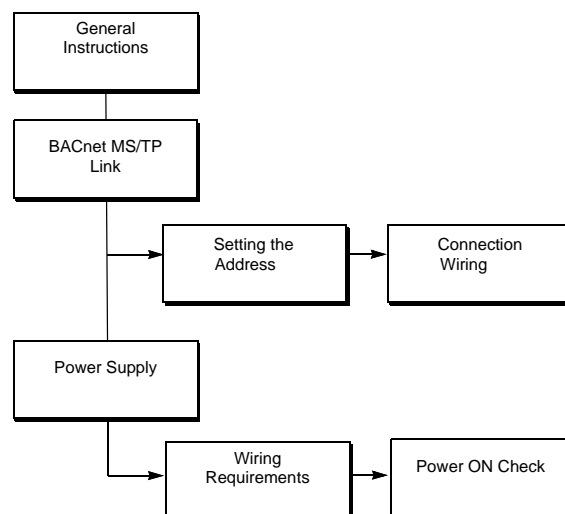 General
Instructions
BACnet MS/TP
Link
Setting the
Address
Connection
Wiring
Power Supply
Wiring
Requirements
Power ON Check